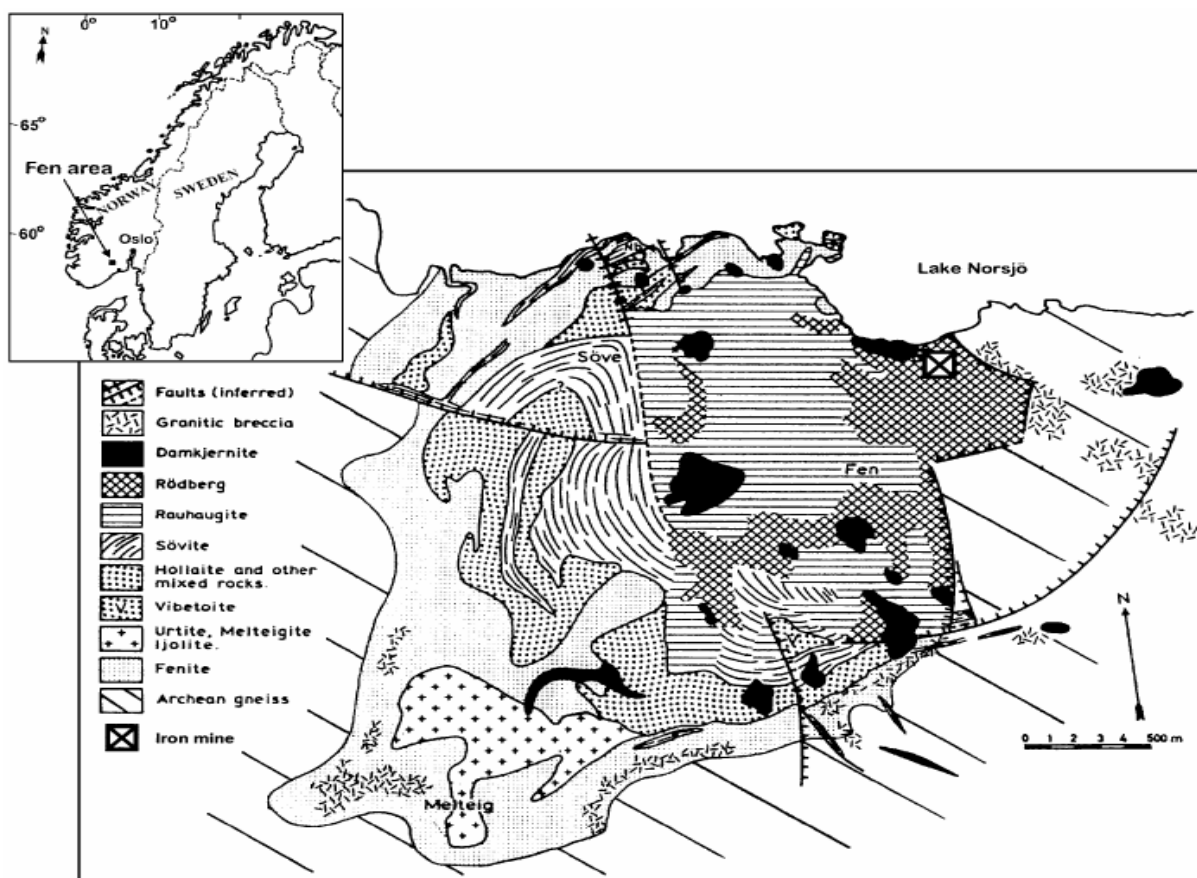 0° 10°
N
65°
Fen area
NORWAY
SWEDEN
60°
Oslo
Lake Norsjö
Söve
Fen
Melteig
Faults (inferred)
Granitic breccia
Damkjernite
Rödberg
Rauhaugite
Sövite
Hollaite and other
mixed rocks.
Vibetoite
Urtite, Melteigite
Ijolite.
Fenite
Archean gneiss
Iron mine
N
0 1 2 3 4 500 m